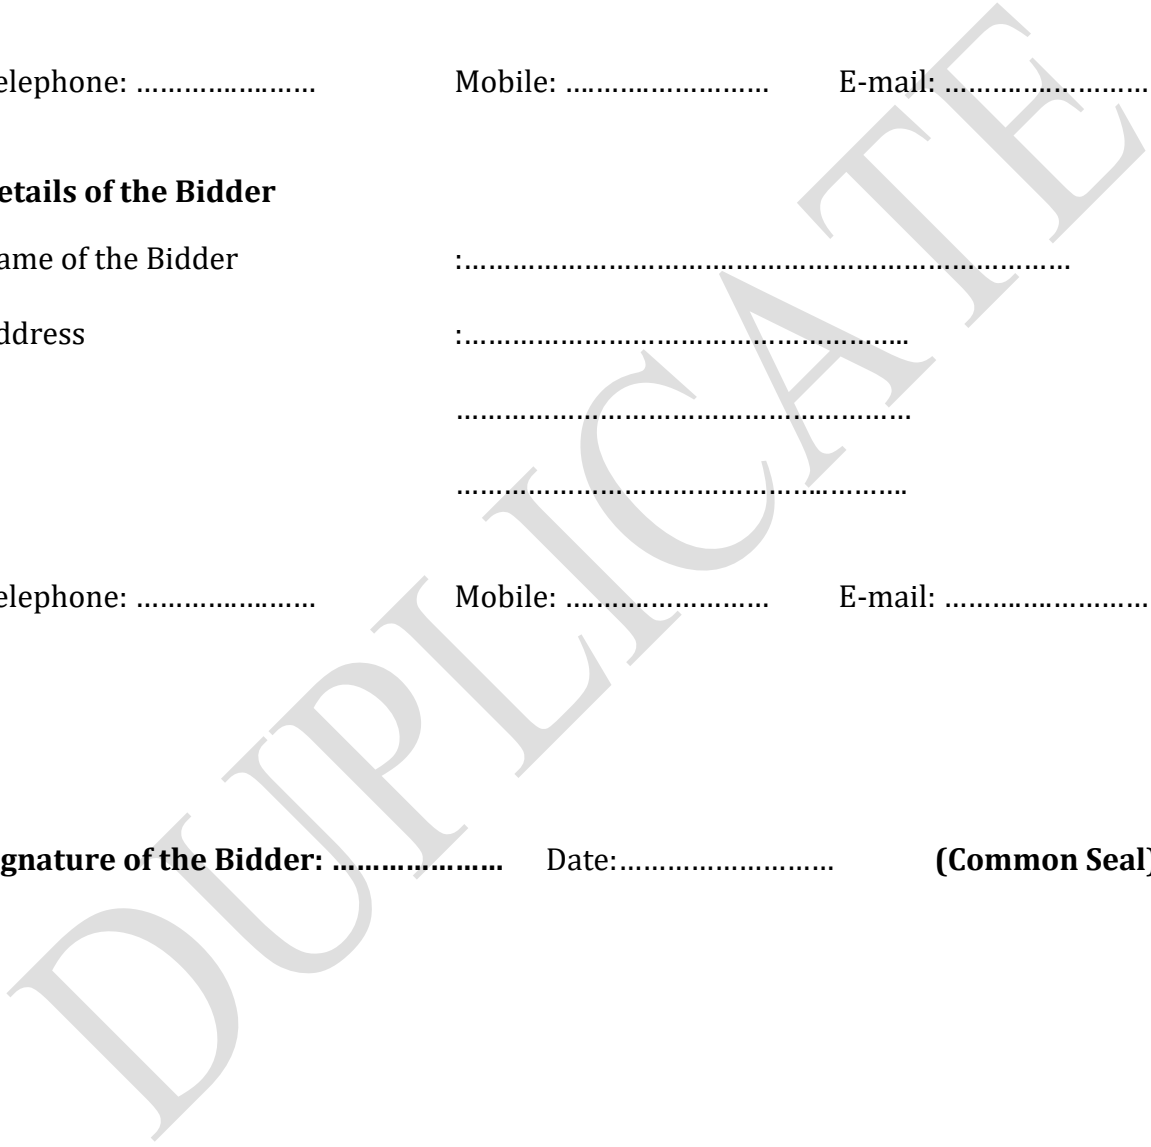 elephone: ……………….…	Mobile: ….……………….	E-mail: ……….….…………
etails of the Bidder
ame of the Bidder	:…………………………………………………………………
ddress	:………………………………………………..
…………………………………………………
……………………………………….……….
elephone: ……………….…	Mobile: ….……………….	E-mail: ……….….…………
gnature of the Bidder: …………………	Date:………………………	(Common Seal)
DUPLICATE